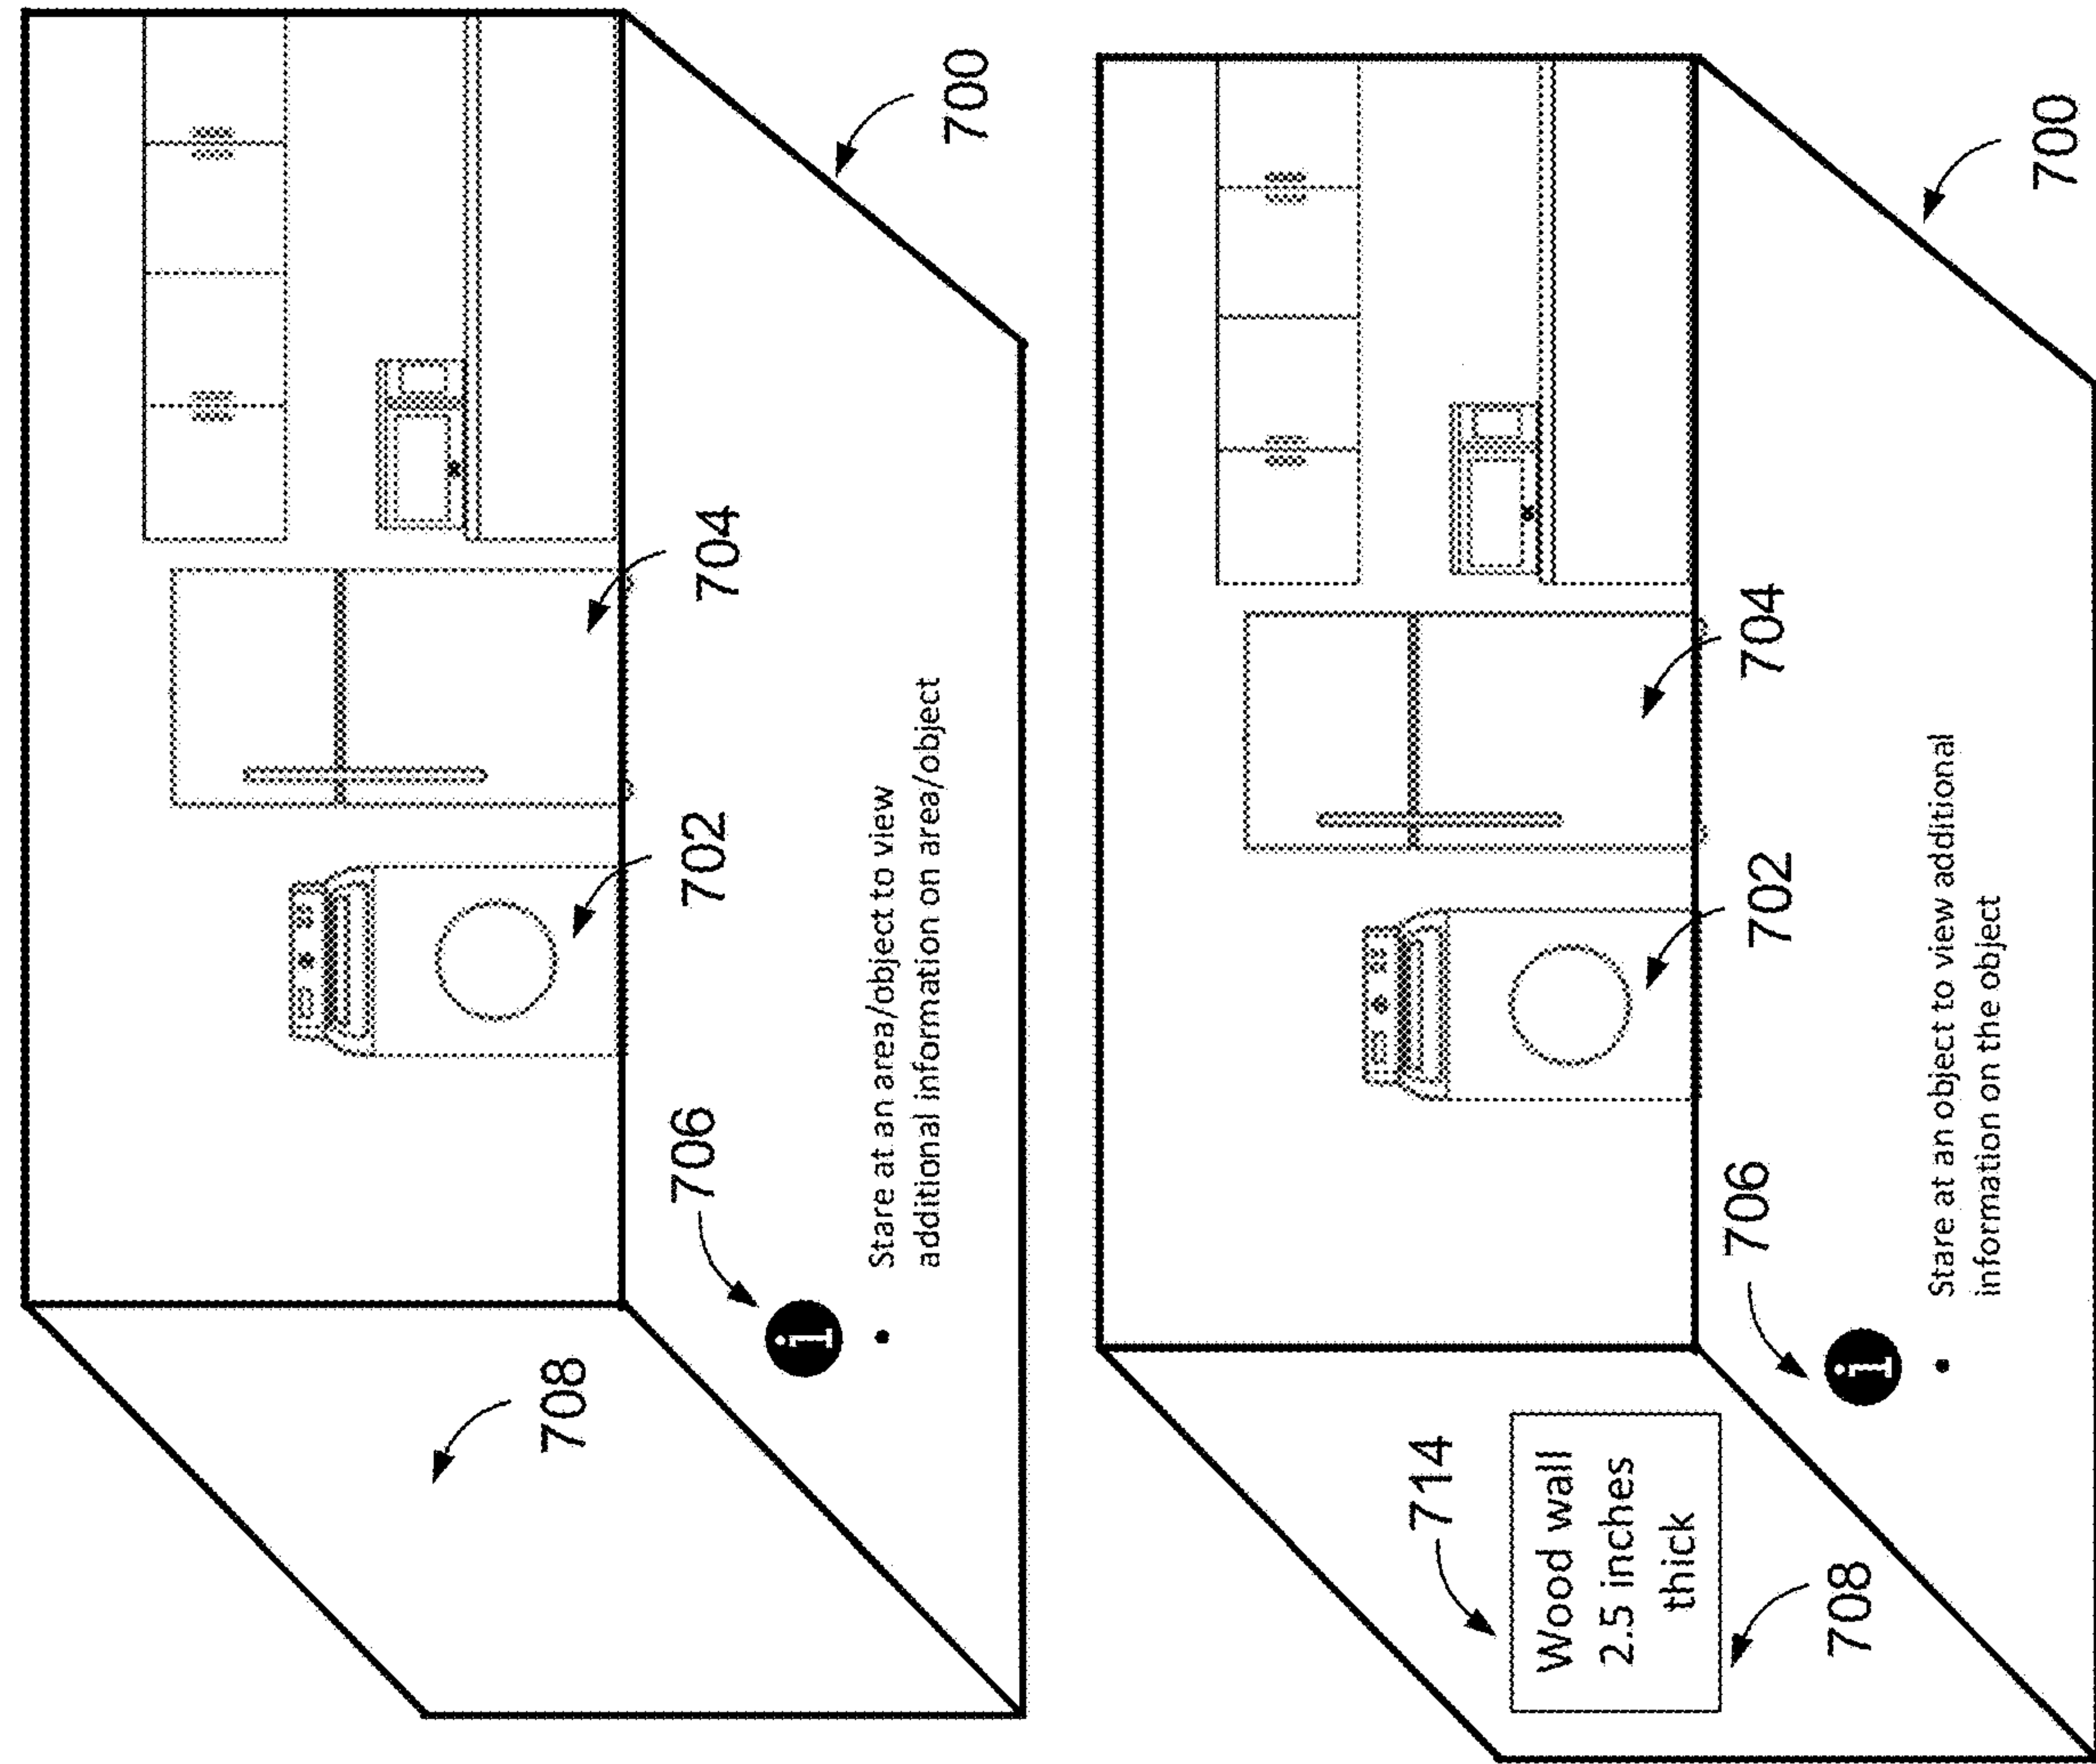 700
704
702
706
708
i
• Stare at an area/object to view
additional information on area/object
700
704
702
706
714
Wood wall
2.5 inches
thick
708
i
• Stare at an object to view additional
information on the object